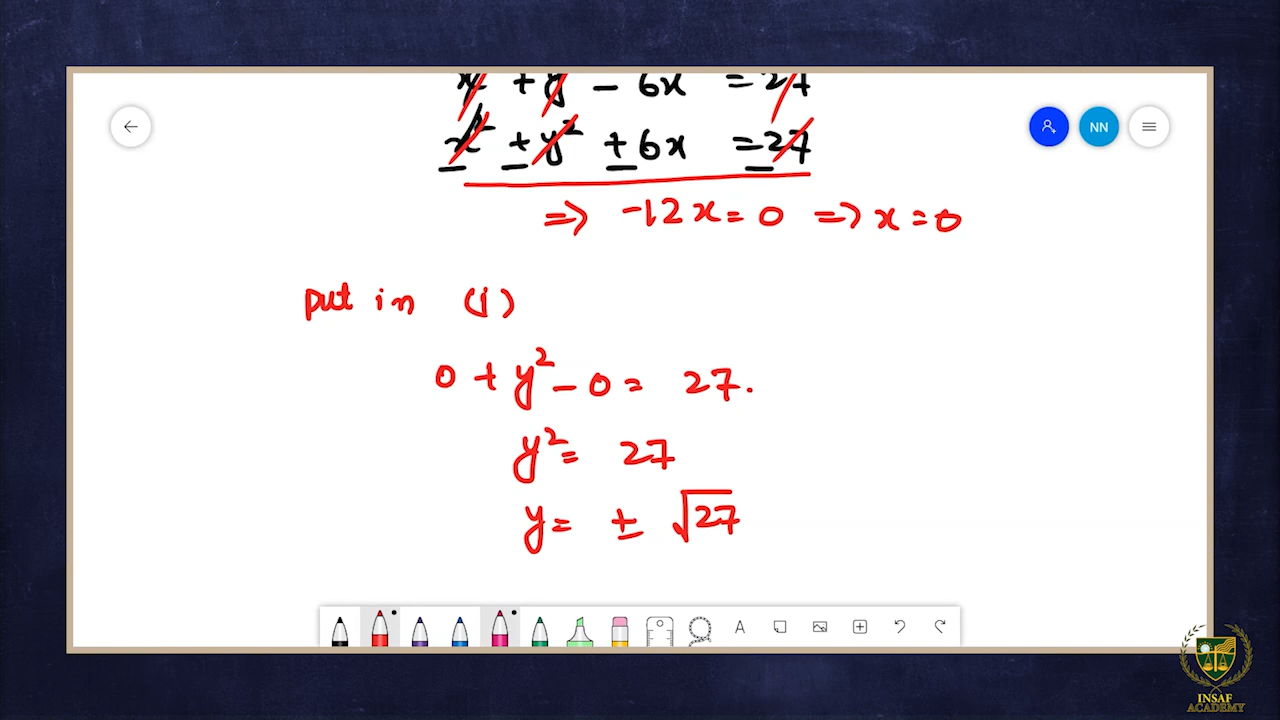 x² + y² - 6x = 27
x² ± y² ± 6x = 27
=> -12x = 0 => x = 0
put in (i)
0 + y² - 0 = 27.
y² = 27
y = ± √27
NN
A
INSAF
ACADEMY